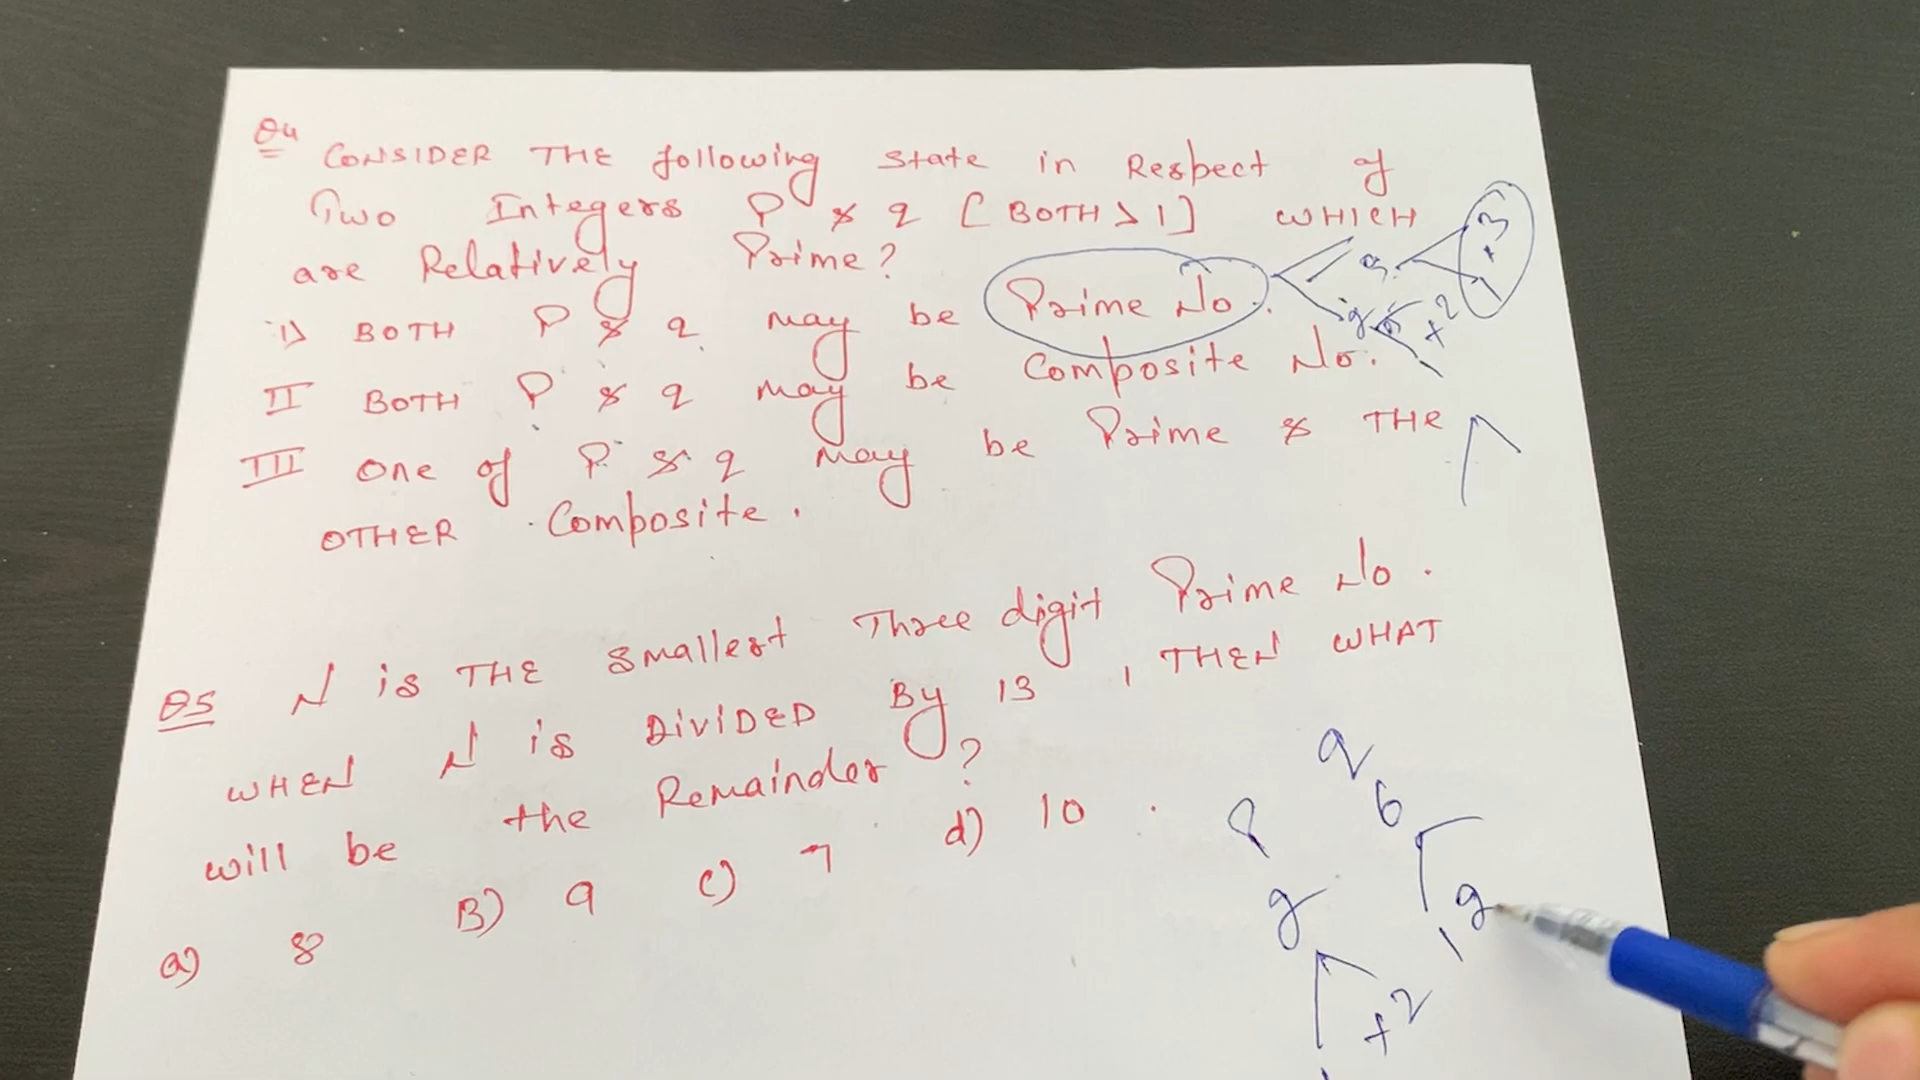 Q4 CONSIDER THE following state in Respect of
Two Integers P & q [BOTH > 1] WHICH
are Relatively Prime?
i) BOTH P & q may be Prime No.
II BOTH P & q may be Composite No.
III One of P & q may be Prime & THE
OTHER Composite.
Q5 N is THE smallest Three digit Prime No.
WHEN N is DiViDED By 13, THEN WHAT
will be the Remainder?
a) 8 B) 9 c) 7 d) 10.